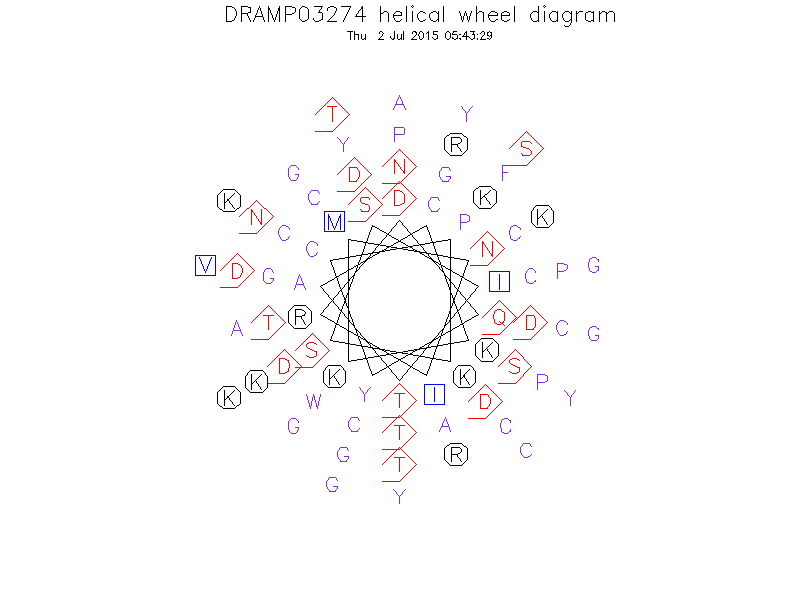 DRAMP03274 helical wheel diagram
Thu 2 Jul 2015 05:43:29
A
T Y
P
Y R S
N
G D G F
K C S D C K
N M P K
C C
C N
V D G A I C P G
A T R Q D C G
S K
D S
K K K P
K W Y T I D Y
G C T A C
G R C
T
G
Y